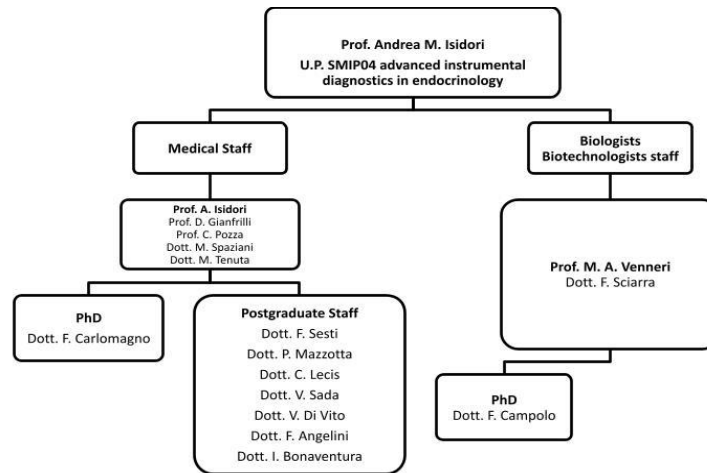 Prof. Andrea M. Isidori
U.P. SMIP04 advanced instrumental
diagnostics in endocrinology
Medical Staff
Biologists
Biotechnologists staff
Prof. A. Isidori
Prof. D. Gianfrilli
Prof. C. Pozza
Dott. M. Spaziani
Dott. M. Tenuta
Prof. M. A. Venneri
Dott. F. Sciarra
PhD
Dott. F. Carlomagno
Postgraduate Staff
Dott. F. Sesti
Dott. P. Mazzotta
Dott. C. Lecis
Dott. V. Sada
Dott. V. Di Vito
Dott. F. Angelini
Dott. I. Bonaventura
PhD
Dott. F. Campolo